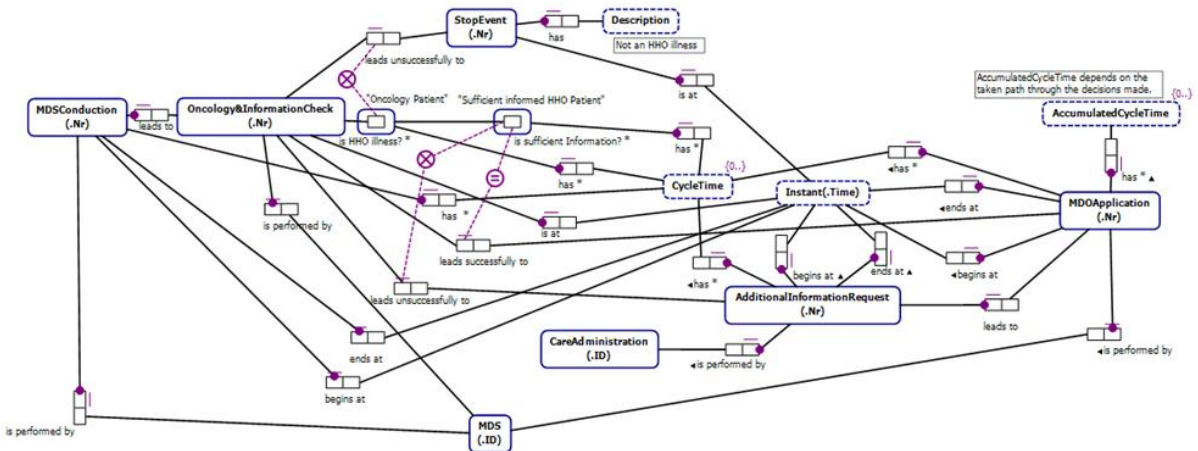 StopEvent
(.Nr)
has
Description
Not an HHO illness
leads unsuccessfully to
is at
AccumulatedCycleTime depends on the
taken path through the decisions made.
{0..}
AccumulatedCycleTime
MDSConduction
(.Nr)
leads to
Oncology&InformationCheck
(.Nr)
"Oncology Patient"
"Sufficient informed HHO Patient"
is HHO illness? *
is sufficient Information? *
has *
has *
{0..}
CycleTime
Instant(.Time)
◄has *
has * ▲
◄ends at
MDOApplication
(.Nr)
has *
is performed by
is at
leads successfully to
◄begins at
begins at ▲
ends at ▲
◄has *
leads unsuccessfully to
AdditionalInformationRequest
(.Nr)
leads to
CareAdministration
(.ID)
◄is performed by
◄is performed by
ends at
begins at
is performed by
MDS
(.ID)